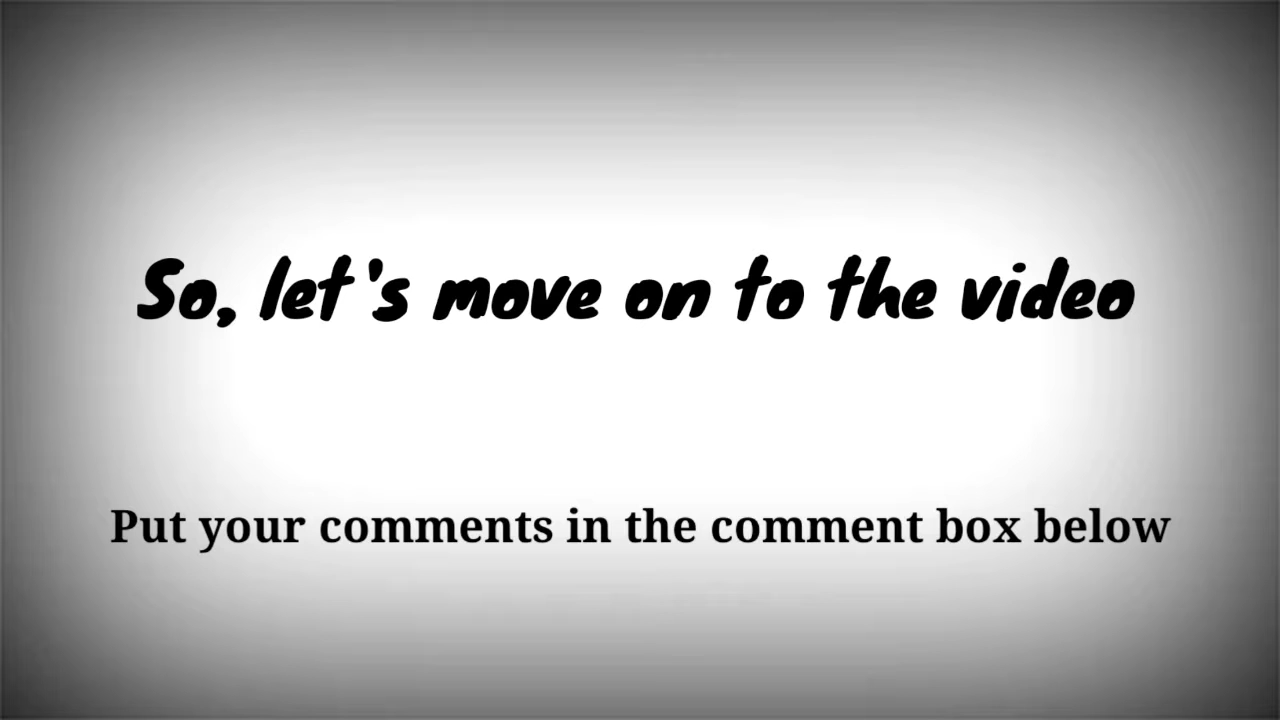 So, let's move on to the video
Put your comments in the comment box below